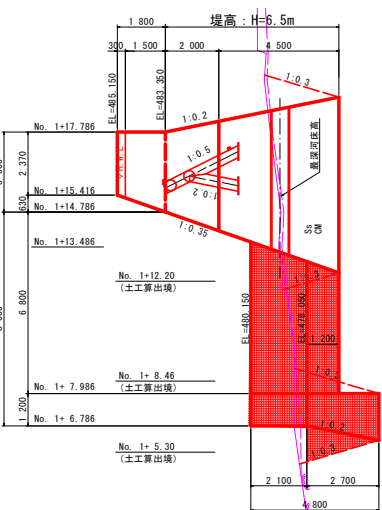 堤高 : H=6.5m
1 800
300
1 500
2 000
4 500
EL=485.150
EL=483.350
1:0.3
1:0.2
No. 1+17.786
2 370
1:0.5
1:0.2
最深河床高
Ss
CM
No. 1+15.416
630
No. 1+14.786
1:0.35
No. 1+13.486
No. 1+12.20
(土工算出境)
1:0.3
EL=480.150
EL=478.050
6 800
1 200
No. 1+ 8.46
(土工算出境)
1:0.3
No. 1+ 7.986
1 200
No. 1+ 6.786
1:0.2
No. 1+ 5.30
(土工算出境)
1:0.3
2 100
2 700
4 800